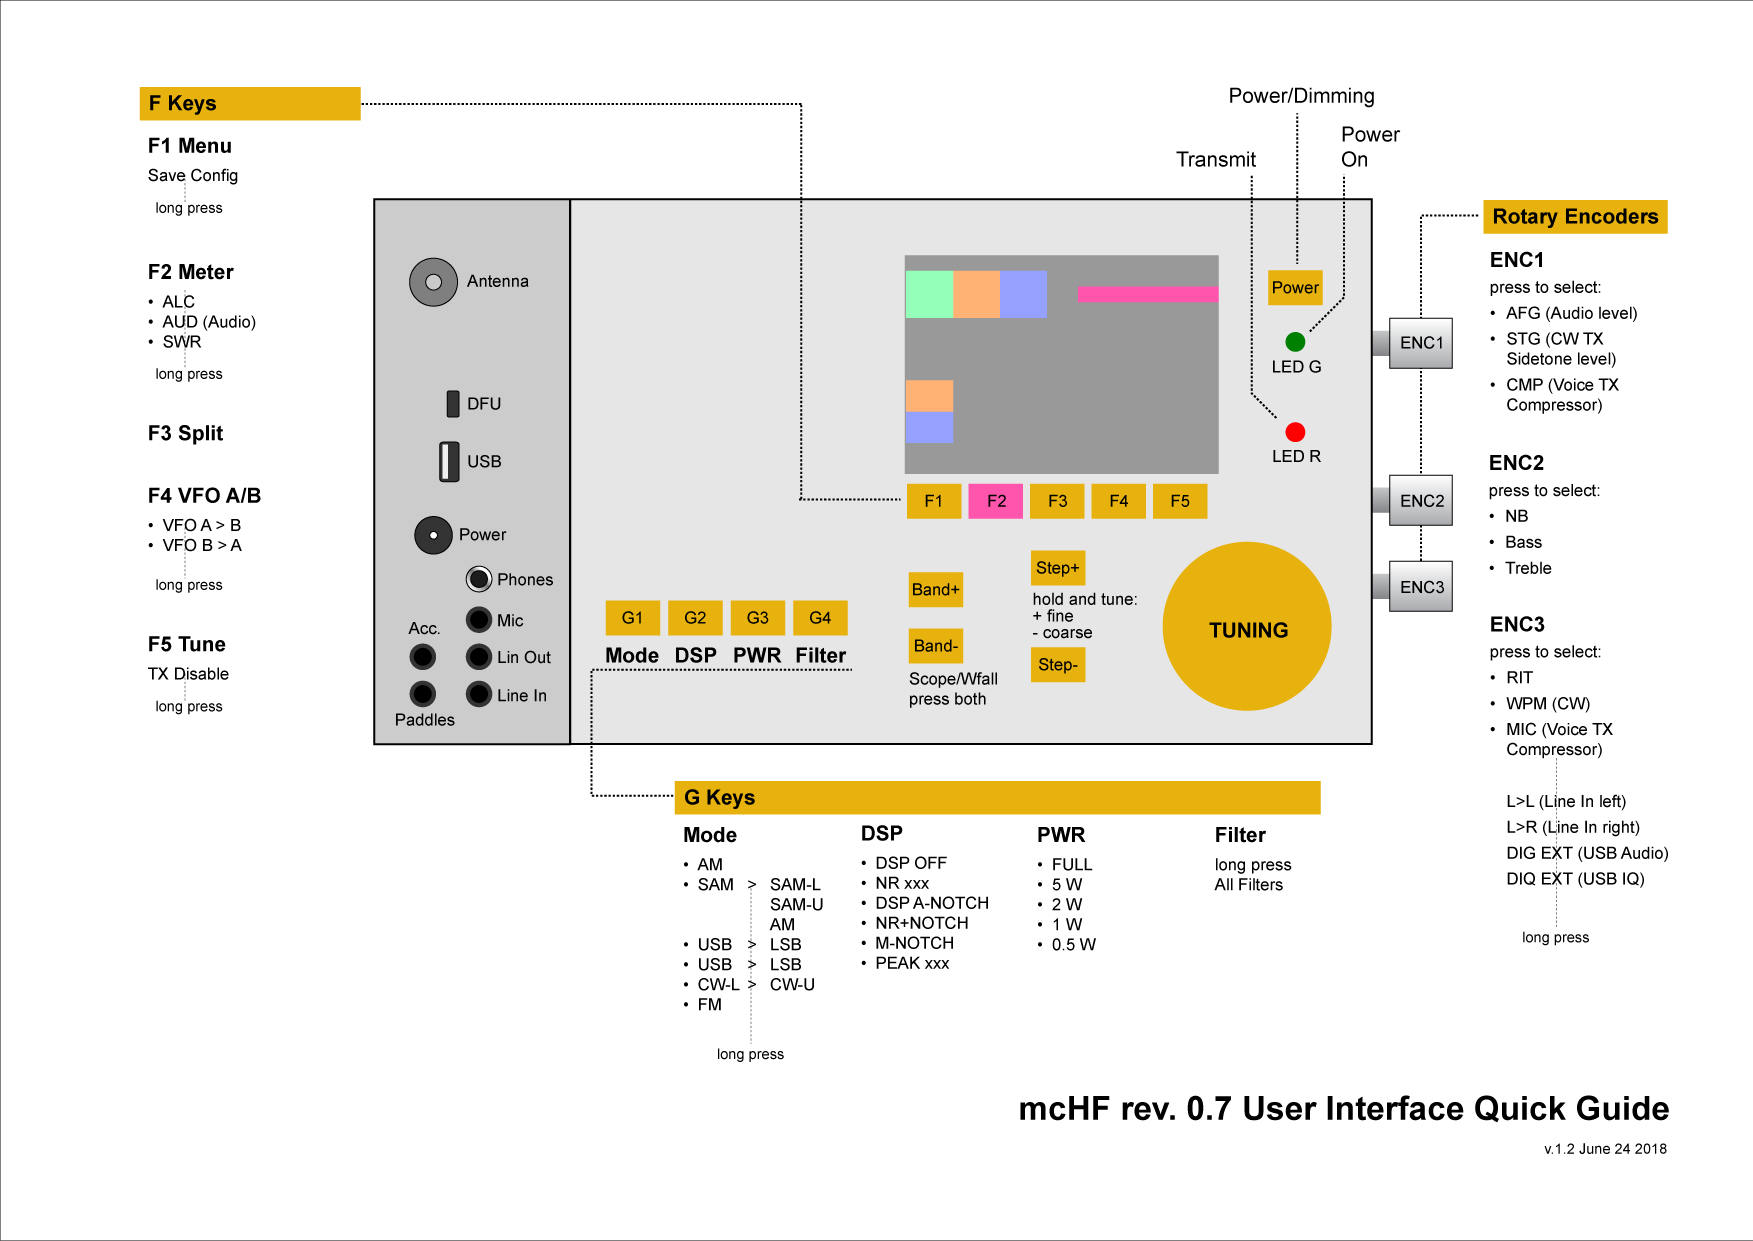 F Keys
F1 Menu
Save Config
long press
F2 Meter
• ALC
• AUD (Audio)
• SWR
long press
F3 Split
F4 VFO A/B
• VFO A > B
• VFO B > A
long press
F5 Tune
TX Disable
long press
Power/Dimming
Power
On
Transmit
Antenna
DFU
USB
Power
Phones
Mic
Acc.
Lin Out
Line In
Paddles
Power
LED G
LED R
F1 F2 F3 F4 F5
G1 G2 G3 G4
Mode DSP PWR Filter
Band+
Band-
Scope/Wfall
press both
Step+
hold and tune:
+ fine
- coarse
Step-
TUNING
ENC1
ENC2
ENC3
Rotary Encoders
ENC1
press to select:
• AFG (Audio level)
• STG (CW TX
Sidetone level)
• CMP (Voice TX
Compressor)
ENC2
press to select:
• NB
• Bass
• Treble
ENC3
press to select:
• RIT
• WPM (CW)
• MIC (Voice TX
Compressor)
L>L (Line In left)
L>R (Line In right)
DIG EXT (USB Audio)
DIQ EXT (USB IQ)
long press
G Keys
Mode
• AM
• SAM > SAM-L
SAM-U
AM
• USB > LSB
• USB > LSB
• CW-L > CW-U
• FM
long press
DSP
• DSP OFF
• NR xxx
• DSP A-NOTCH
• NR+NOTCH
• M-NOTCH
• PEAK xxx
PWR
• FULL
• 5 W
• 2 W
• 1 W
• 0.5 W
Filter
long press
All Filters
mcHF rev. 0.7 User Interface Quick Guide
v.1.2 June 24 2018